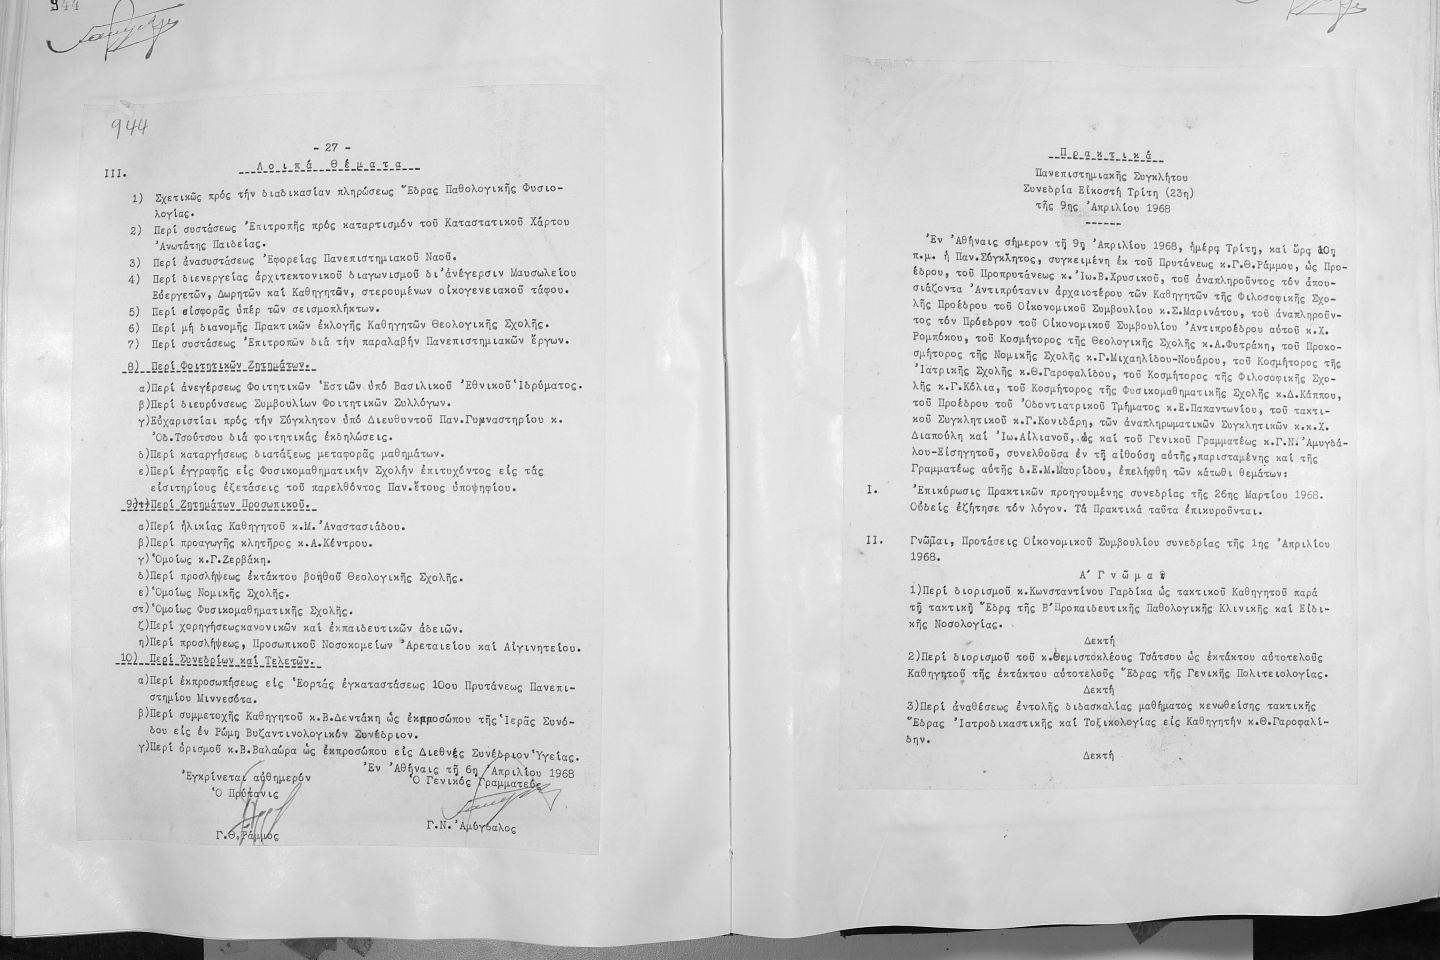 944
944
- 27 -
Λοιπά Θέματα
III.
1) Σχετικῶς πρός τήν διαδικασίαν πληρώσεως Ἕδρας Παθολογικῆς Φυσιο-
λογίας.
2) Περί συστάσεως Ἐπιτροπῆς πρός καταρτισμόν τοῦ Καταστατικοῦ Χάρτου
Ἀνωτάτης Παιδείας.
3) Περί ἀνασυστάσεως Ἐφορείας Πανεπιστημιακοῦ Ναοῦ.
4) Περί διενεργείας ἀρχιτεκτονικοῦ διαγωνισμοῦ δι'ἀνέγερσιν Μαυσωλείου
Εὐεργετῶν, Δωρητῶν καί Καθηγητῶν, στερουμένων οἰκογενειακοῦ τάφου.
5) Περί εἰσφορᾶς ὑπέρ τῶν σεισμοπλήκτων.
6) Περί μή διανομῆς Πρακτικῶν ἐκλογῆς Καθηγητῶν Θεολογικῆς Σχολῆς.
7) Περί συστάσεως Ἐπιτροπῶν διά τήν παραλαβήν Πανεπιστημιακῶν ἔργων.
8) Περί Φοιτητικῶν Ζητημάτων.
α)Περί ἀνεγέρσεως Φοιτητικῶν Ἑστιῶν ὑπό Βασιλικοῦ Ἐθνικοῦ Ἱδρύματος.
β)Περί διευρύνσεως Συμβουλίων Φοιτητικῶν Συλλόγων.
γ)Εὐχαριστίαι πρός τήν Σύγκλητον ὑπό Διευθυντοῦ Παν.Γυμναστηρίου κ.
Ὀδ.Τσούτσου διά φοιτητικάς ἐκδηλώσεις.
δ)Περί καταργήσεως διατάξεως μεταφορᾶς μαθημάτων.
ε)Περί ἐγγραφῆς εἰς Φυσικομαθηματικήν Σχολήν ἐπιτυχόντος εἰς τάς
εἰσιτηρίους ἐξετάσεις τοῦ παρελθόντος Παν.ἔτους ὑποψηφίου.
9) Περί Ζητημάτων Προσωπικοῦ.
α)Περί ἡλικίας Καθηγητοῦ κ.Μ.Ἀναστασιάδου.
β)Περί προαγωγῆς κλητῆρος κ.Α.Κέντρου.
γ)Ὁμοίως κ.Γ.Ζερβάκη.
δ)Περί προσλήψεως ἐκτάκτου βοηθοῦ Θεολογικῆς Σχολῆς.
ε)Ὁμοίως Νομικῆς Σχολῆς.
στ)Ὁμοίως Φυσικομαθηματικῆς Σχολῆς.
ζ)Περί χορηγήσεωςκανονικῶν καί ἐκπαιδευτικῶν ἀδειῶν.
η)Περί προσλήψεως, Προσωπικοῦ Νοσοκομείων Ἀρεταιείου καί Αἰγινητείου.
10) Περί Συνεδρίων καί Τελετῶν.
α)Περί ἐκπροσωπήσεως εἰς Ἑορτάς ἐγκαταστάσεως 10ου Πρυτάνεως Πανεπι-
στημίου Μιννεσότα.
β)Περί συμμετοχῆς Καθηγητοῦ κ.Β.Δεντάκη ὡς ἐκπροσώπου τῆς Ἱερᾶς Συνό-
δου εἰς ἐν Ρώμῃ Βυζαντινολογικόν Συνέδριον.
γ)Περί ὁρισμοῦ κ.Β.Βαλαώρα ὡς ἐκπροσώπου εἰς Διεθνές Συνέδριον Ὑγείας.
Ἐν Ἀθήναις τῇ 6ῃ Ἀπριλίου 1968
Ἐγκρίνεται αὐθημερόν
Ὁ Γενικός Γραμματεύς
Ὁ Πρύτανις
Γ.Θ.Ράμμος
Γ.Ν.Ἀμύγδαλος
Πρακτικά
Πανεπιστημιακῆς Συγκλήτου
Συνεδρία Εἰκοστή Τρίτη (23η)
τῆς 9ης Ἀπριλίου 1968
Ἐν Ἀθήναις σήμερον τῇ 9ῃ Ἀπριλίου 1968, ἡμέρᾳ Τρίτῃ, καί ὥρᾳ 10ῃ
π.μ. ἡ Παν.Σύγκλητος, συγκειμένη ἐκ τοῦ Πρυτάνεως κ.Γ.Θ.Ράμμου, ὡς Προ-
έδρου, τοῦ Προπρυτάνεως κ.Ἰω.Β.Χρυσικοῦ, τοῦ ἀναπληροῦντος τόν ἀπου-
σιάζοντα Ἀντιπρύτανιν ἀρχαιοτέρου τῶν Καθηγητῶν τῆς Φιλοσοφικῆς Σχο-
λῆς Προέδρου τοῦ Οἰκονομικοῦ Συμβουλίου κ.Σ.Μαρινάτου, τοῦ ἀναπληροῦν-
τος τόν Πρόεδρον τοῦ Οἰκονομικοῦ Συμβουλίου Ἀντιπροέδρου αὐτοῦ κ.Χ.
Ρομπόκου, τοῦ Κοσμήτορος τῆς Θεολογικῆς Σχολῆς κ.Α.Φυτράκη, τοῦ Προκο-
σμήτορος τῆς Νομικῆς Σχολῆς κ.Γ.Μιχαηλίδου-Νουάρου, τοῦ Κοσμήτορος τῆς
Ἰατρικῆς Σχολῆς κ.Θ.Γαροφαλίδου, τοῦ Κοσμήτορος τῆς Φιλοσοφικῆς Σχο-
λῆς κ.Γ.Κόλια, τοῦ Κοσμήτορος τῆς Φυσικομαθηματικῆς Σχολῆς κ.Δ.Κάππου,
τοῦ Προέδρου τοῦ Ὀδοντιατρικοῦ Τμήματος κ.Ε.Παπαντωνίου, τοῦ τακτι-
κοῦ Συγκλητικοῦ κ.Γ.Κονιδάρη, τῶν ἀναπληρωματικῶν Συγκλητικῶν κ.κ.Χ.
Διαπούλη καί Ἰω.Αἰλιανοῦ, ὡς καί τοῦ Γενικοῦ Γραμματέως κ.Γ.Ν.Ἀμυγδά-
λου-Εἰσηγητοῦ, συνελθοῦσα ἐν τῇ αἰθούσῃ αὐτῆς,παρισταμένης καί τῆς
Γραμματέως αὐτῆς δ.Ε.Μ.Μαυρίδου, ἐπελήφθη τῶν κάτωθι θεμάτων:
I. Ἐπικύρωσις Πρακτικῶν προηγουμένης συνεδρίας τῆς 26ης Μαρτίου 1968.
Οὐδείς ἐζήτησε τόν λόγον. Τά Πρακτικά ταῦτα ἐπικυροῦνται.
II. Γνῶμαι, Προτάσεις Οἰκονομικοῦ Συμβουλίου συνεδρίας τῆς 1ης Ἀπριλίου
1968.
Α' Γνῶμαι
1)Περί διορισμοῦ κ.Κωνσταντίνου Γαρδίκα ὡς τακτικοῦ Καθηγητοῦ παρά
τῇ τακτικῇ Ἕδρᾳ τῆς Β'Προπαιδευτικῆς Παθολογικῆς Κλινικῆς καί Εἰδι-
κῆς Νοσολογίας.
Δεκτή
2)Περί διορισμοῦ τοῦ κ.Θεμιστοκλέους Τσάτσου ὡς ἐκτάκτου αὐτοτελοῦς
Καθηγητοῦ τῆς ἐκτάκτου αὐτοτελοῦς Ἕδρας τῆς Γενικῆς Πολιτειολογίας.
Δεκτή
3)Περί ἀναθέσεως ἐντολῆς διδασκαλίας μαθήματος κενωθείσης τακτικῆς
Ἕδρας Ἰατροδικαστικῆς καί Τοξικολογίας εἰς Καθηγητήν κ.Θ.Γαροφαλί-
δην.
Δεκτή